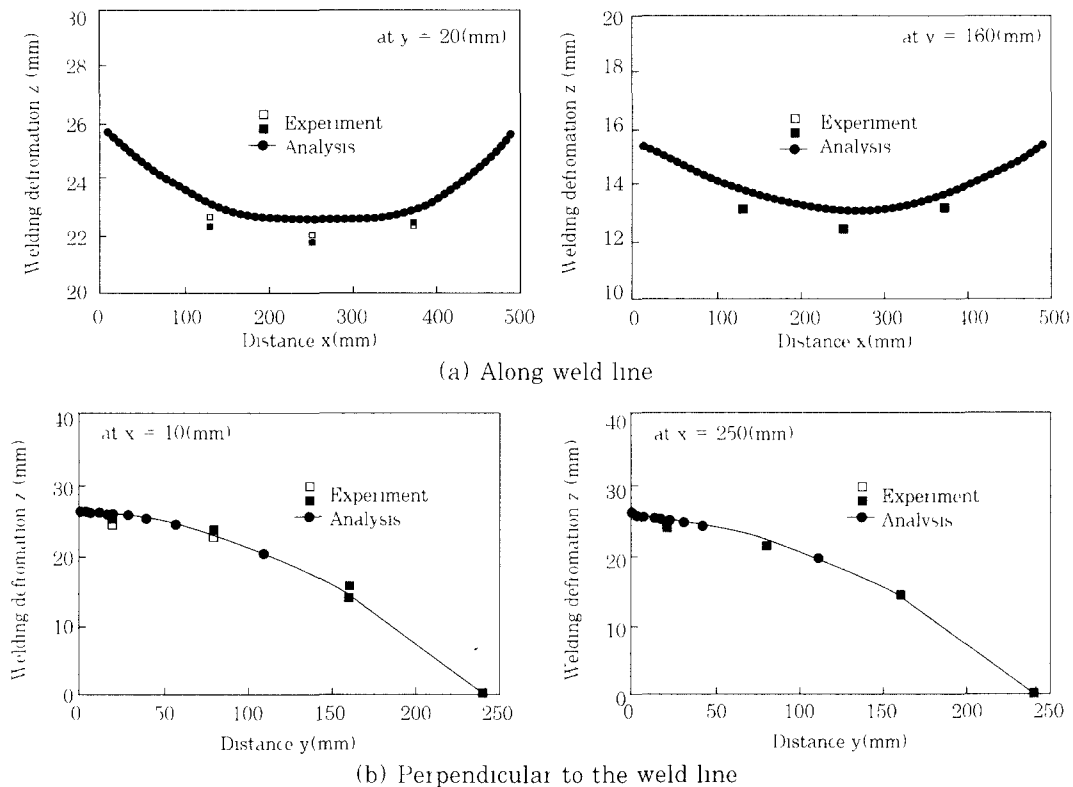 30
28
26
24
22
20
Welding defromation z (mm)
at y = 20(mm)
Experiment
Analysis
0 100 200 300 400 500
Distance x(mm)
20
18
16
14
12
10
Welding defromation z (mm)
at y = 160(mm)
Experiment
Analysis
0 100 200 300 400 500
Distance x(mm)
(a) Along weld line
40
30
20
10
0
Welding defromation z (mm)
at x = 10(mm)
Experiment
Analysis
0 50 100 150 200 250
Distance y(mm)
40
30
20
10
0
Welding defromation z (mm)
at x = 250(mm)
Experiment
Analysis
0 50 100 150 200 250
Distance y(mm)
(b) Perpendicular to the weld line